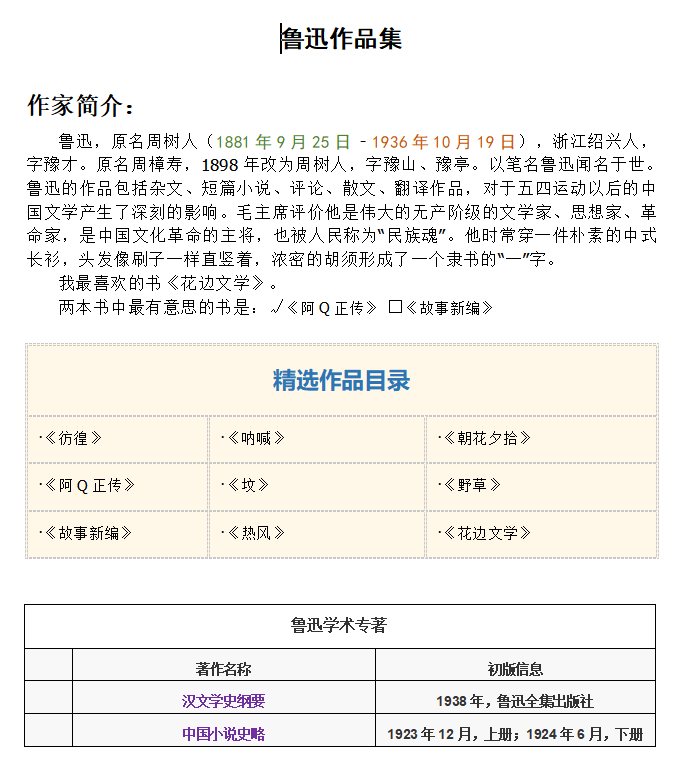 鲁迅作品集
作家简介：
鲁迅，原名周树人（1881 年 9 月 25 日 - 1936 年 10 月 19 日），浙江绍兴人，
字豫才。原名周樟寿，1898 年改为周树人，字豫山、豫亭。以笔名鲁迅闻名于世。
鲁迅的作品包括杂文、短篇小说、评论、散文、翻译作品，对于五四运动以后的中
国文学产生了深刻的影响。毛主席评价他是伟大的无产阶级的文学家、思想家、革
命家，是中国文化革命的主将，也被人民称为“民族魂”。他时常穿一件朴素的中式
长衫，头发像刷子一样直竖着，浓密的胡须形成了一个隶书的“一”字。
我最喜欢的书《花边文学》。
两本书中最有意思的书是：√《阿 Q 正传》 □《故事新编》
精选作品目录
·《彷徨》 ·《呐喊》 ·《朝花夕拾》
·《阿 Q 正传》 ·《坟》 ·《野草》
·《故事新编》 ·《热风》 ·《花边文学》
鲁迅学术专著
著作名称 初版信息
汉文学史纲要 1938 年，鲁迅全集出版社
中国小说史略 1923 年 12 月，上册；1924 年 6 月，下册